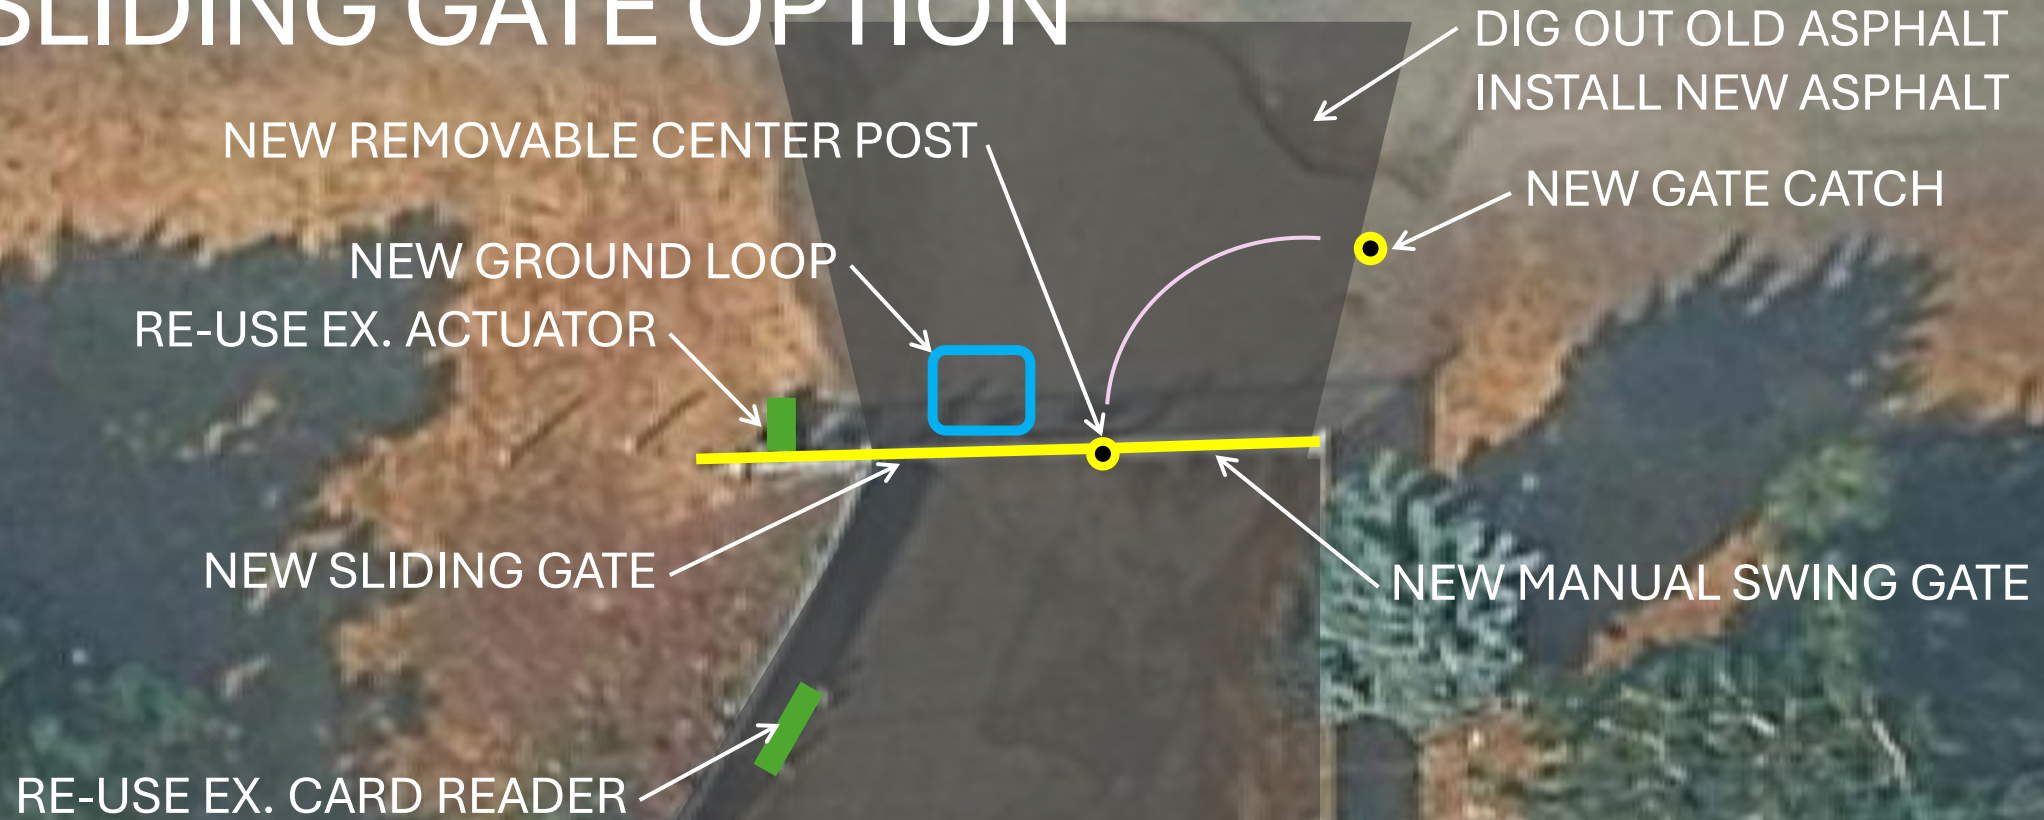 SLIDING GATE OPTION
DIG OUT OLD ASPHALT
INSTALL NEW ASPHALT
NEW REMOVABLE CENTER POST
NEW GATE CATCH
NEW GROUND LOOP
RE-USE EX. ACTUATOR
NEW SLIDING GATE
NEW MANUAL SWING GATE
RE-USE EX. CARD READER